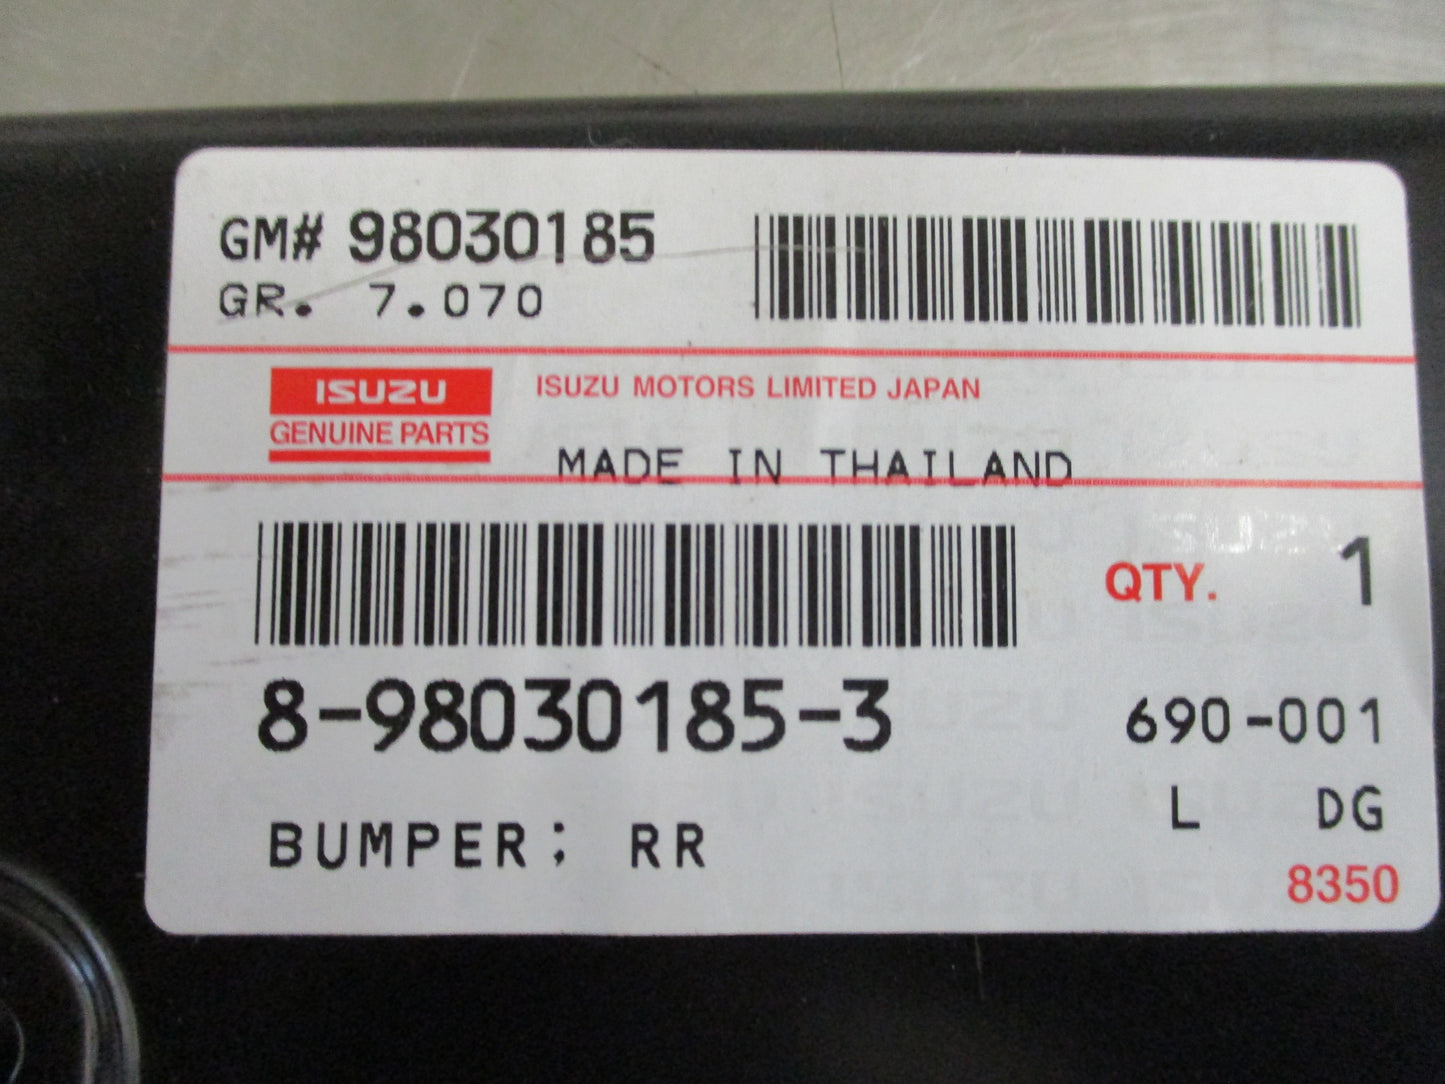 GM# 98030185
GR. 7.070
ISUZU
GENUINE PARTS
ISUZU MOTORS LIMITED JAPAN
MADE IN THAILAND
QTY. 1
8-98030185-3
690-001
L DG
BUMPER; RR
8350